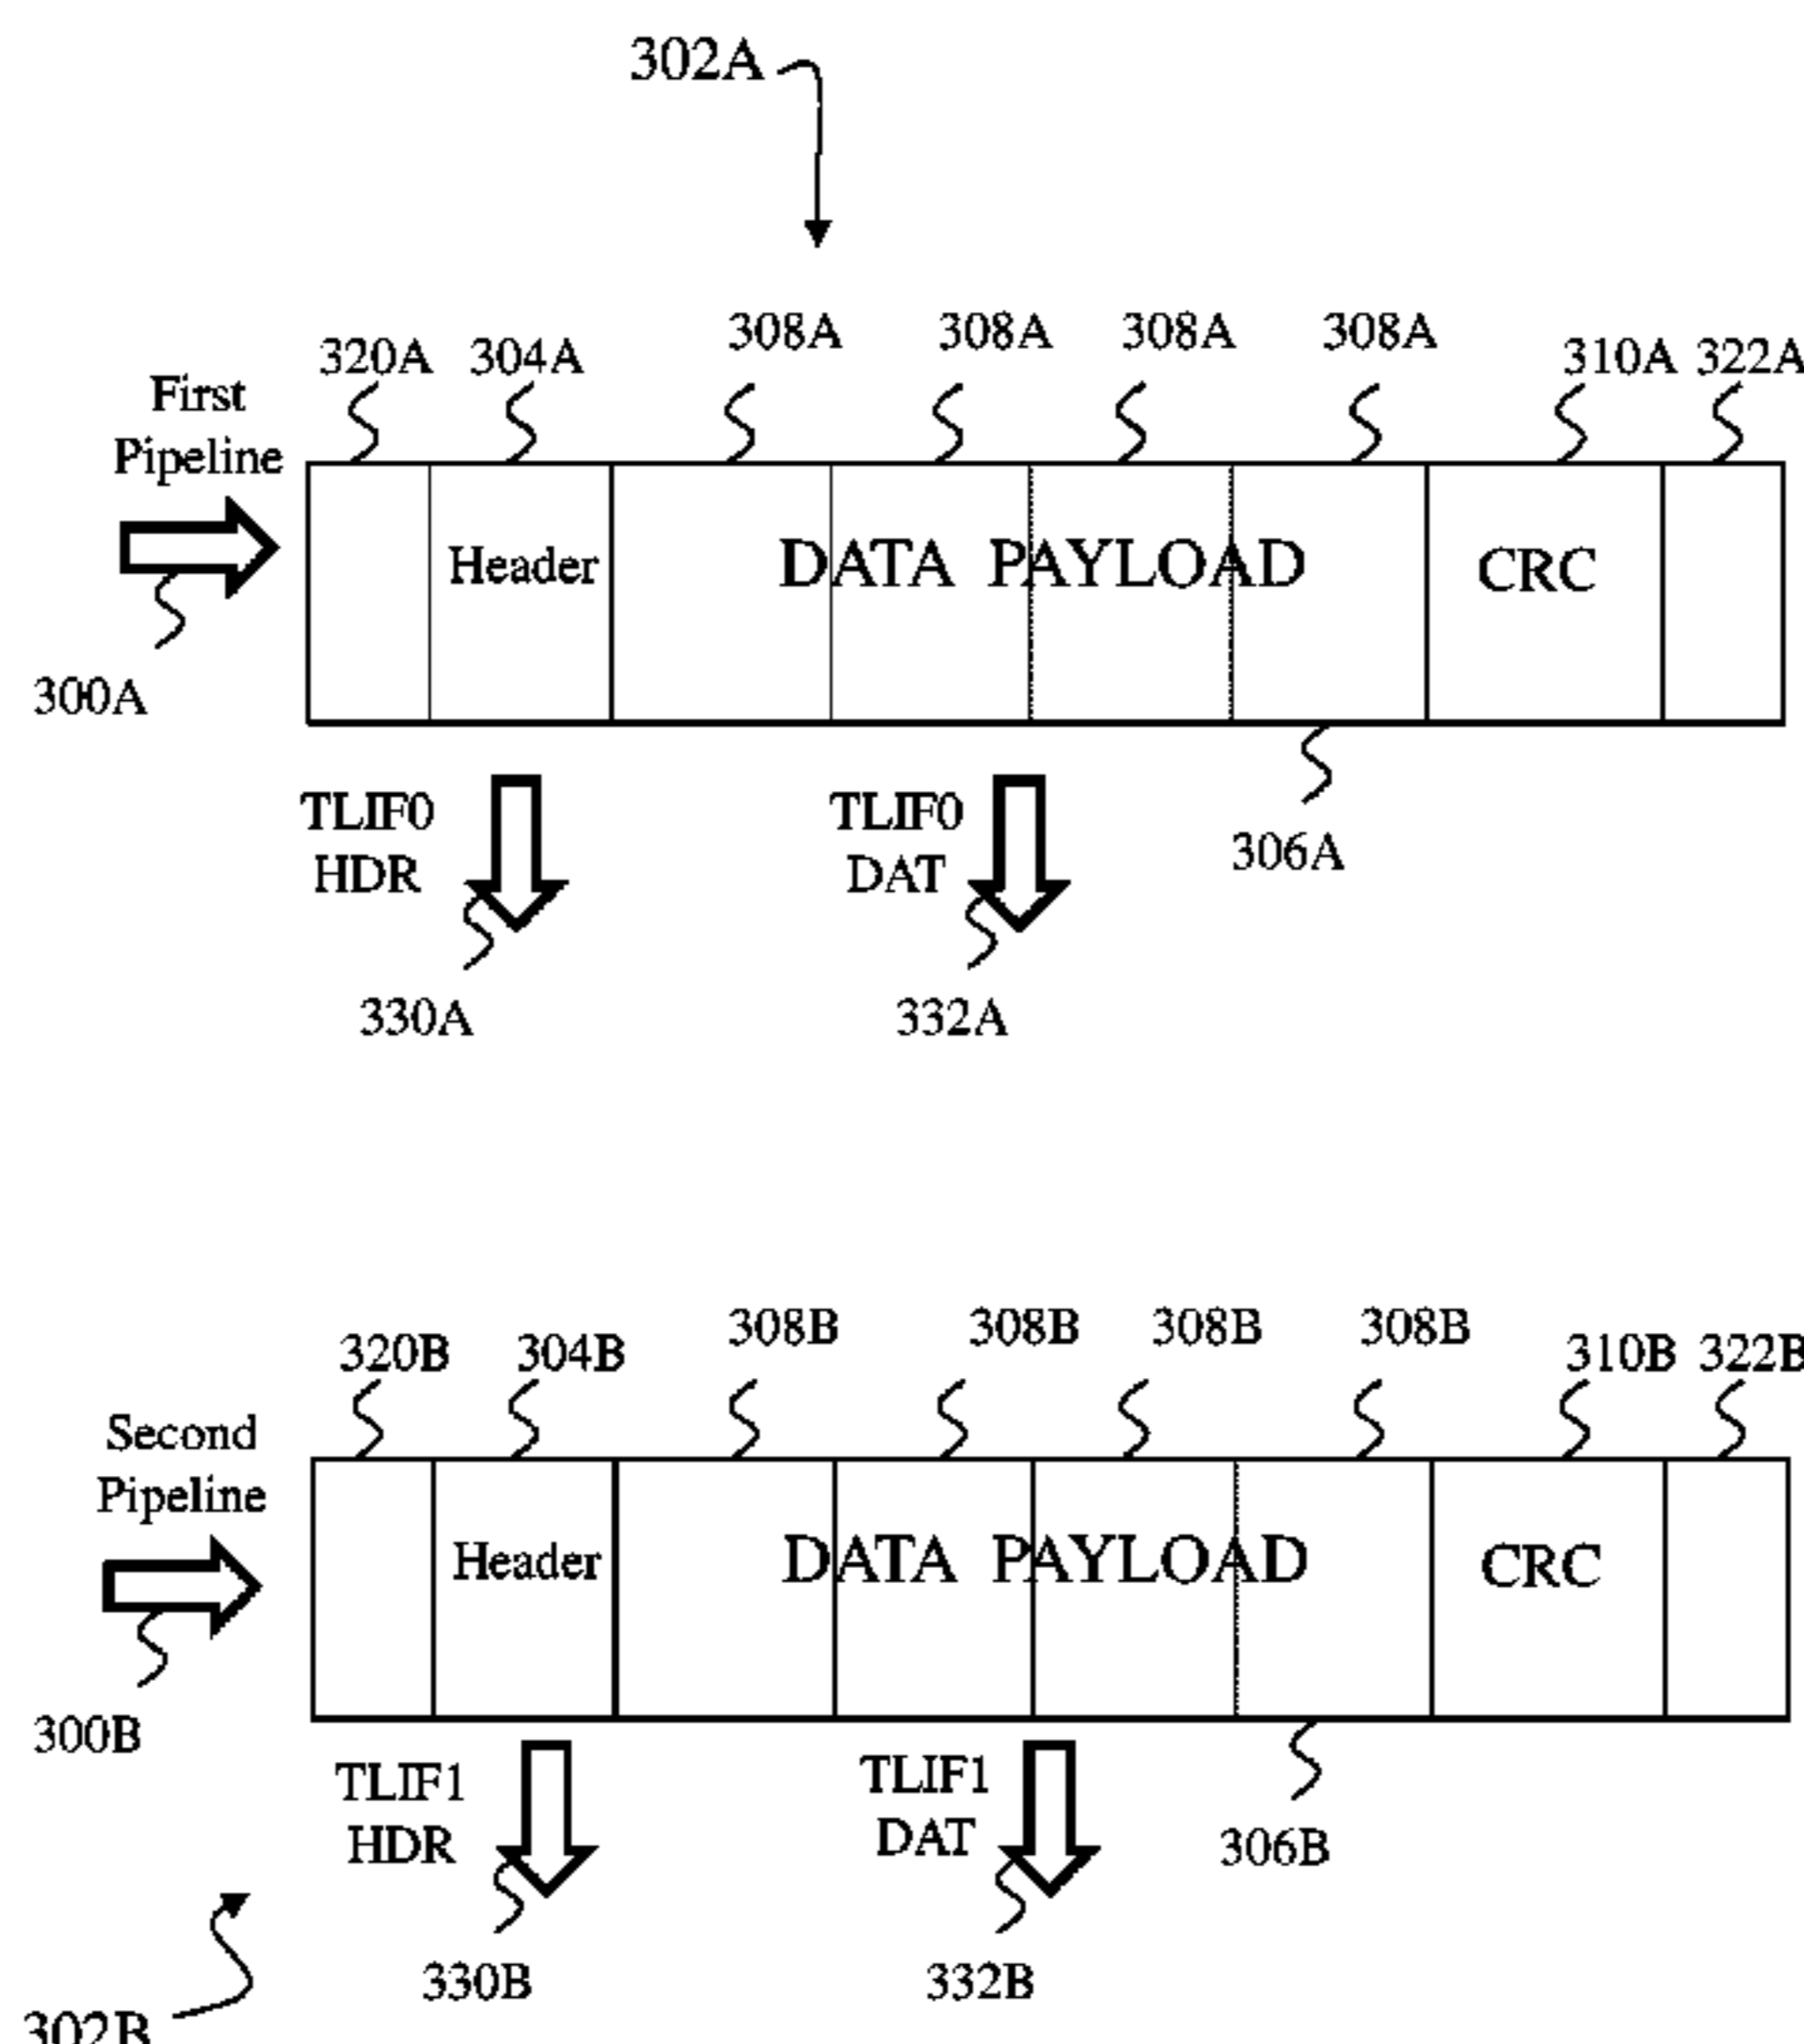 302A
308A 308A 308A 308A
320A 304A 310A 322A
First
Pipeline
Header DATA PAYLOAD CRC
300A
TLIF0 TLIF0
HDR DAT
306A
330A 332A
308B 308B 308B 308B
320B 304B 310B 322B
Second
Pipeline
Header DATA PAYLOAD CRC
300B
TLIF1 TLIF1
HDR DAT
306B
330B 332B
302B